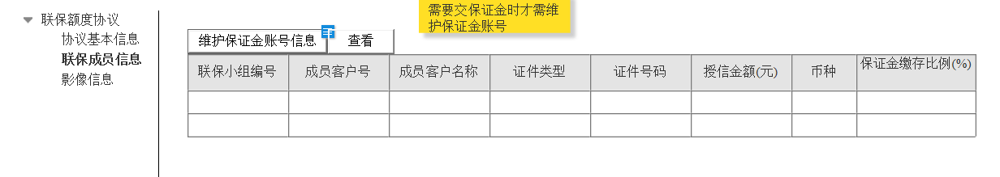 联保额度协议
协议基本信息
联保成员信息
影像信息
需要交保证金时才需维
护保证金账号
维护保证金账号信息 查看
联保小组编号 成员客户号 成员客户名称 证件类型 证件号码 授信金额(元) 币种 保证金缴存比例(%)